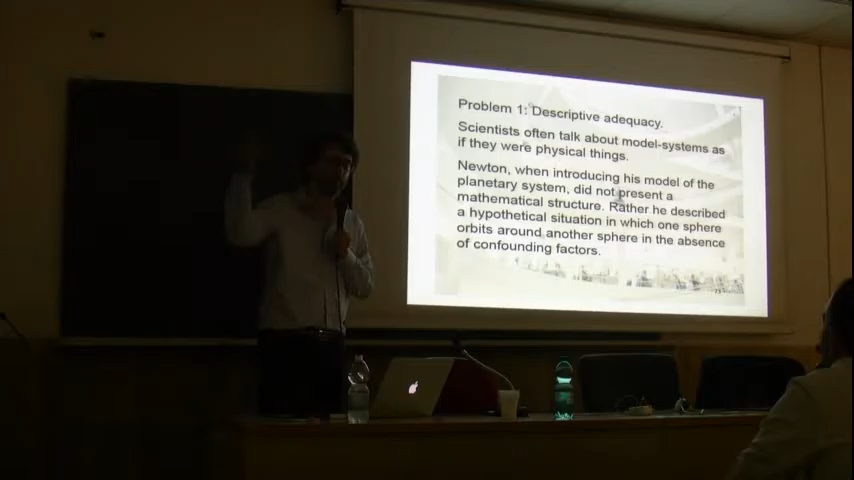 Problem 1: Descriptive adequacy.
Scientists often talk about model-systems as
if they were physical things.
Newton, when introducing his model of the
planetary system, did not present a
mathematical structure. Rather he described
a hypothetical situation in which one sphere
orbits around another sphere in the absence
of confounding factors.